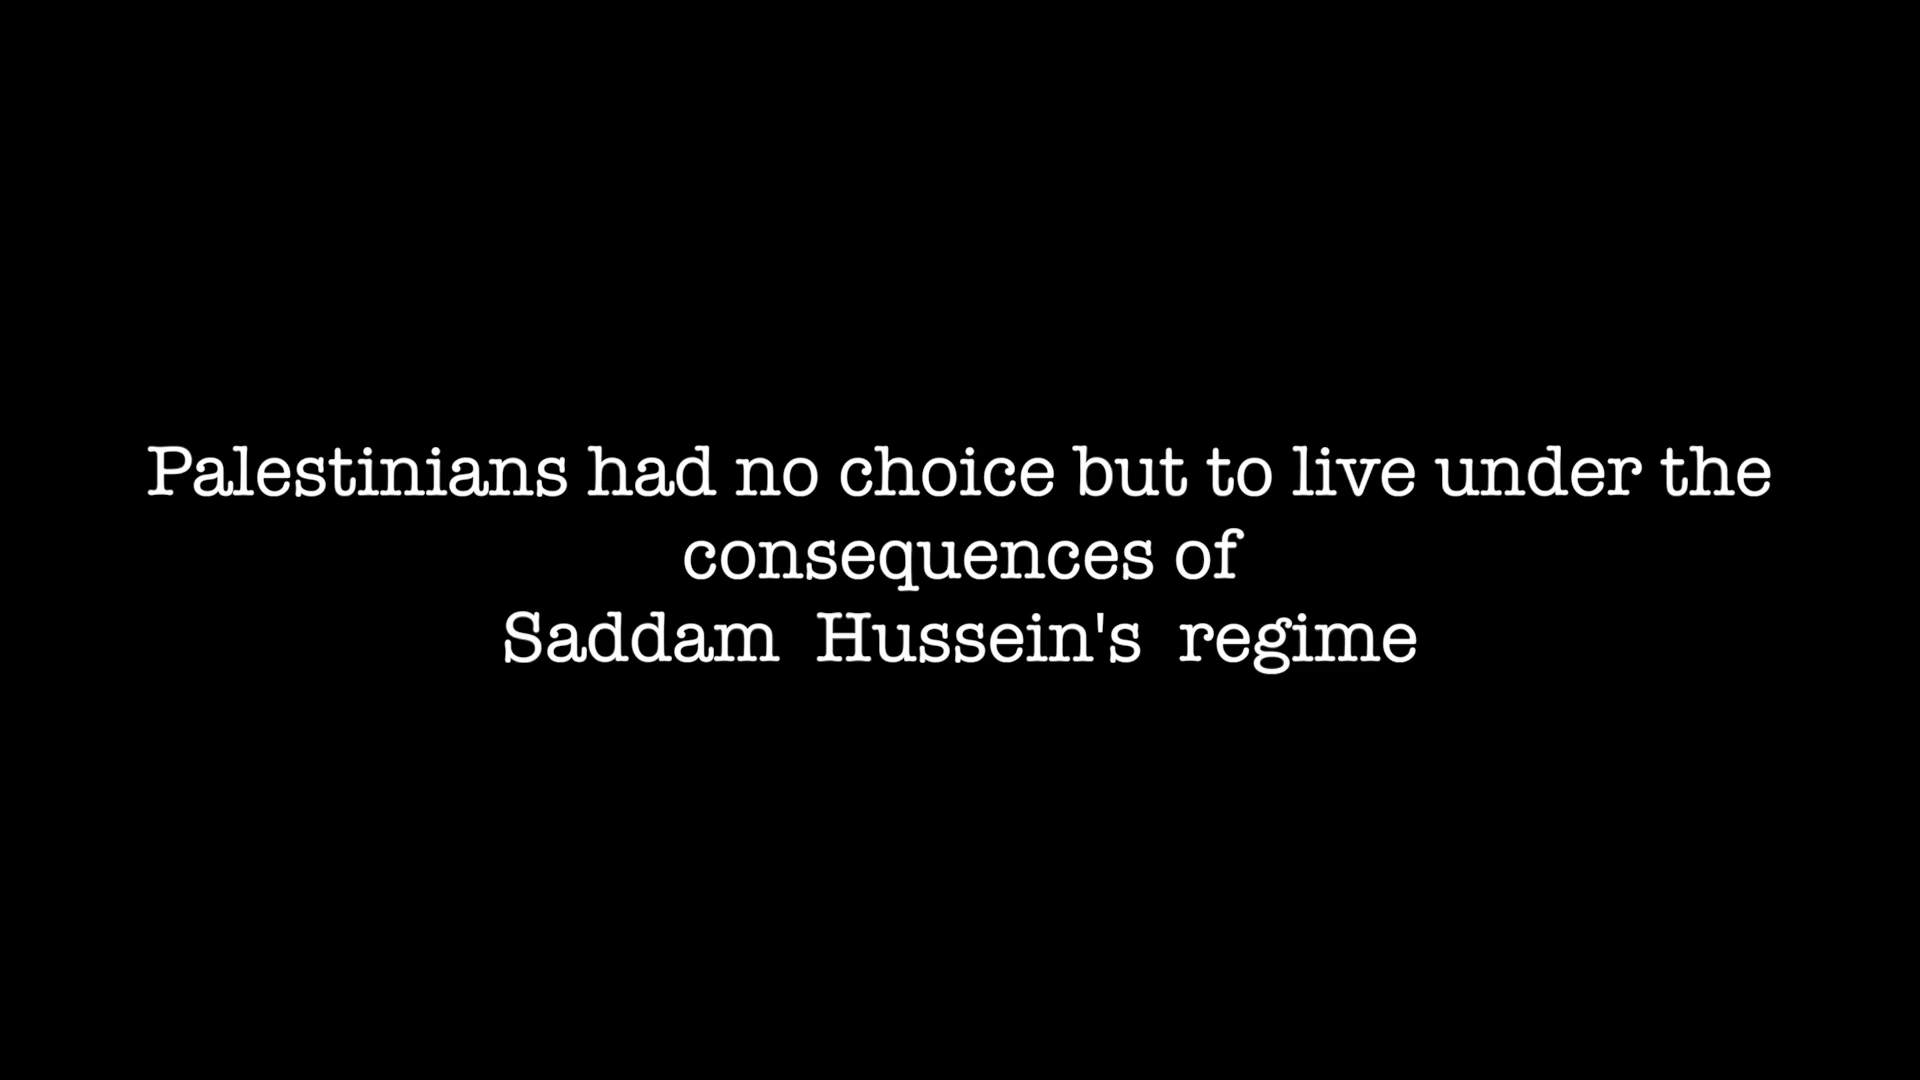 Palestinians had no choice but to live under the
consequences of
Saddam  Hussein's  regime